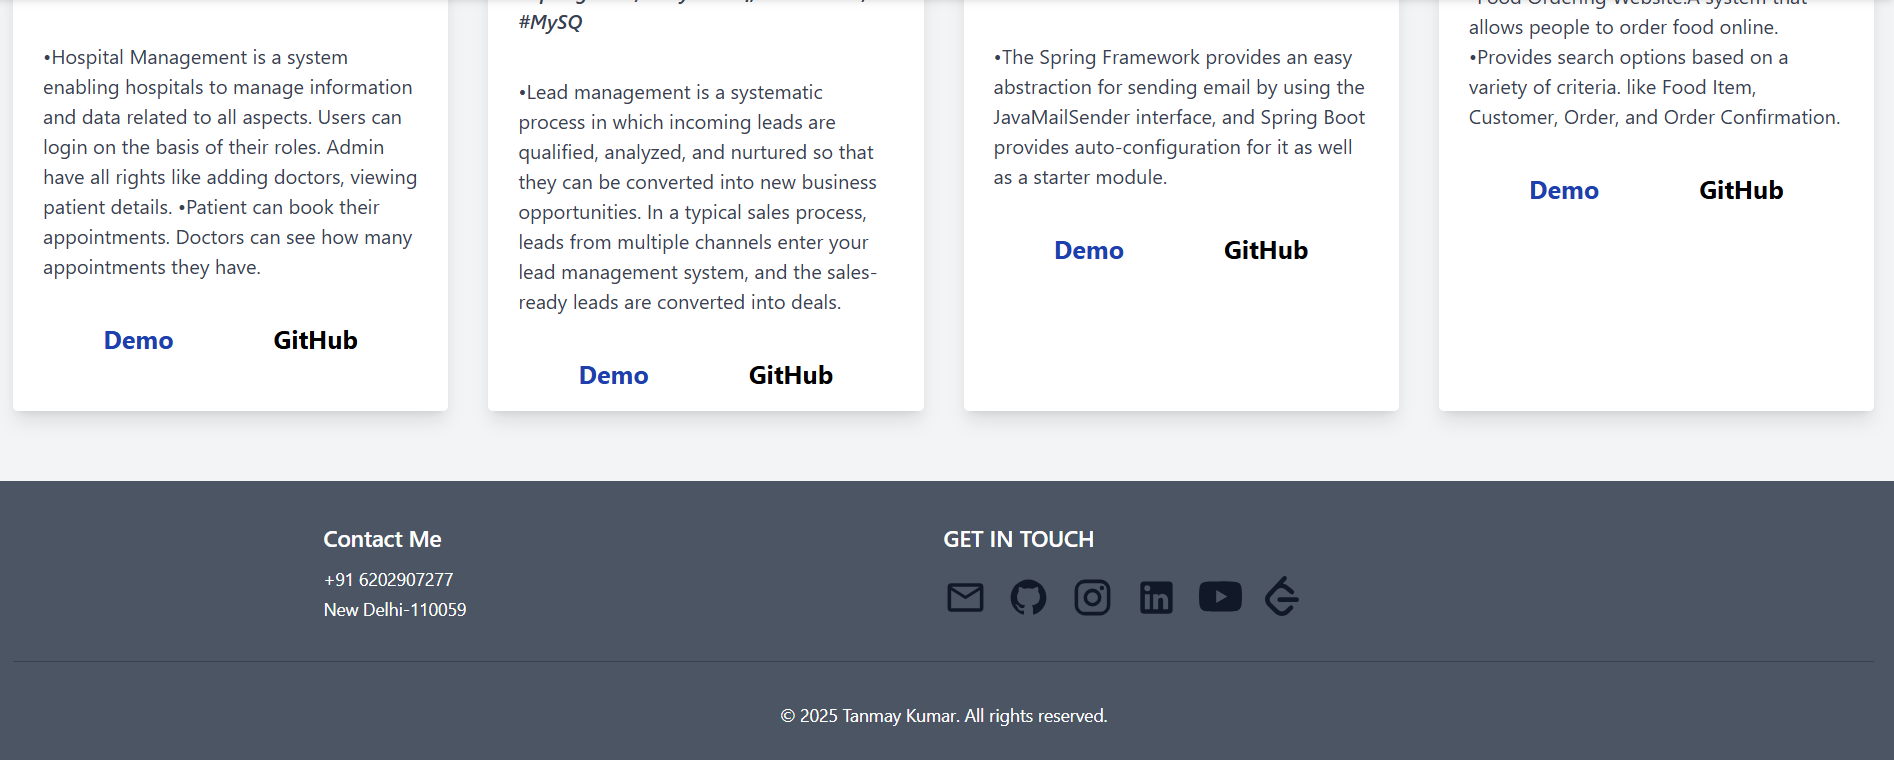 •Hospital Management is a system
enabling hospitals to manage information
and data related to all aspects. Users can
login on the basis of their roles. Admin
have all rights like adding doctors, viewing
patient details. •Patient can book their
appointments. Doctors can see how many
appointments they have.
Demo GitHub
#MySQ
•Lead management is a systematic
process in which incoming leads are
qualified, analyzed, and nurtured so that
they can be converted into new business
opportunities. In a typical sales process,
leads from multiple channels enter your
lead management system, and the sales-
ready leads are converted into deals.
Demo GitHub
•The Spring Framework provides an easy
abstraction for sending email by using the
JavaMailSender interface, and Spring Boot
provides auto-configuration for it as well
as a starter module.
Demo GitHub
•Food Ordering Website:A system that
allows people to order food online.
•Provides search options based on a
variety of criteria. like Food Item,
Customer, Order, and Order Confirmation.
Demo GitHub
Contact Me
+91 6202907277
New Delhi-110059
GET IN TOUCH
© 2025 Tanmay Kumar. All rights reserved.